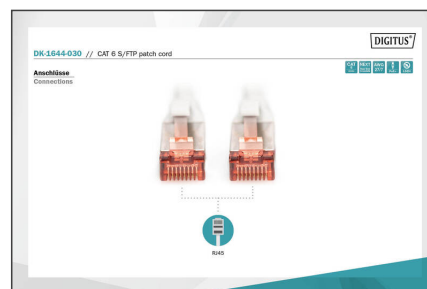 DIGITUS®
DK-1644-030 // CAT 6 S/FTP patch cord
Anschlüsse
Connections
RJ45